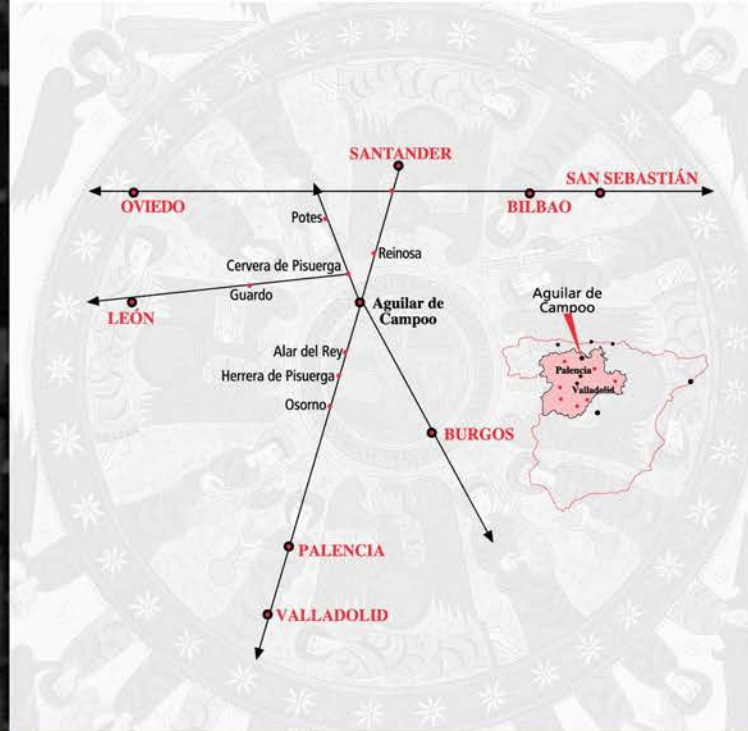 SANTANDER
SAN SEBASTIÁN
OVIEDO
BILBAO
Potes
Reinosa
Cervera de Pisuerga
Guardo
LEÓN
Aguilar de
Campoo
Aguilar de
Campoo
Alar del Rey
Herrera de Pisuerga
Osorno
Palencia
Valladolid
BURGOS
PALENCIA
VALLADOLID